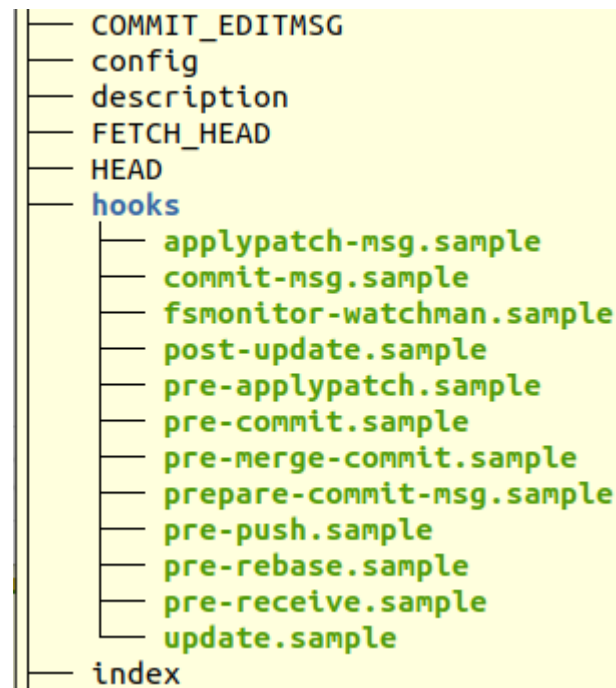 COMMIT_EDITMSG
config
description
FETCH_HEAD
HEAD
hooks
applypatch-msg.sample
commit-msg.sample
fsmonitor-watchman.sample
post-update.sample
pre-applypatch.sample
pre-commit.sample
pre-merge-commit.sample
prepare-commit-msg.sample
pre-push.sample
pre-rebase.sample
pre-receive.sample
update.sample
index